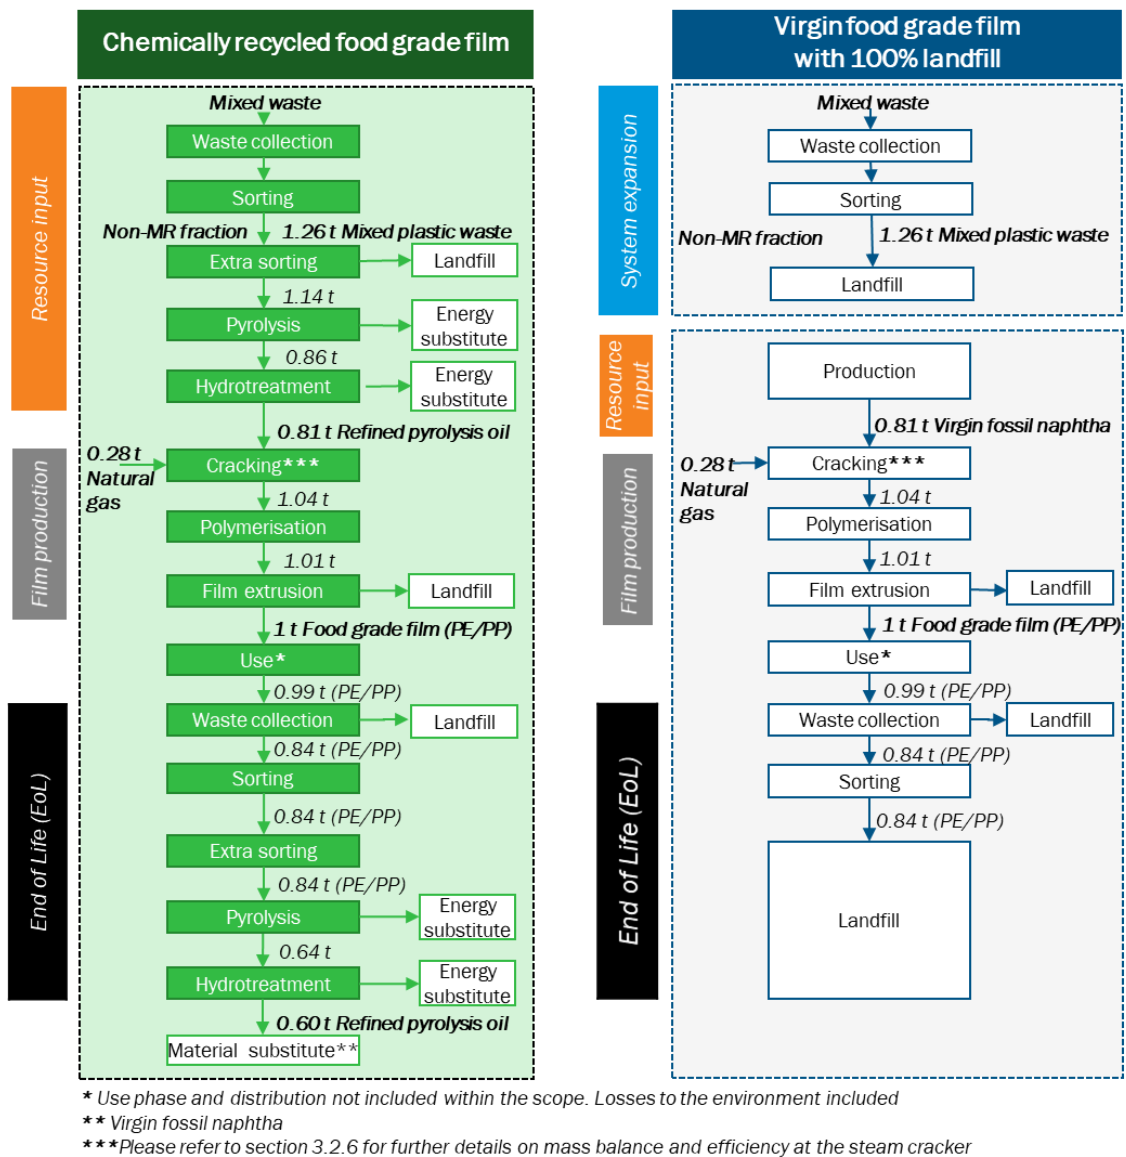 Chemically recycled food grade film
Resource input
Mixed waste
Waste collection
Sorting
Non-MR fraction
1.26 t Mixed plastic waste
Extra sorting
Landfill
1.14 t
Pyrolysis
Energy
substitute
0.86 t
Hydrotreatment
Energy
substitute
0.81 t Refined pyrolysis oil
Film production
0.28 t
Natural
gas
Cracking***
1.04 t
Polymerisation
1.01 t
Film extrusion
Landfill
1 t Food grade film (PE/PP)
Use*
0.99 t (PE/PP)
End of Life (EoL)
Waste collection
Landfill
0.84 t (PE/PP)
Sorting
0.84 t (PE/PP)
Extra sorting
0.84 t (PE/PP)
Pyrolysis
Energy
substitute
0.64 t
Hydrotreatment
Energy
substitute
0.60 t Refined pyrolysis oil
Material substitute**
Virgin food grade film
with 100% landfill
System expansion
Mixed waste
Waste collection
Sorting
Non-MR fraction
1.26 t Mixed plastic waste
Landfill
Resource
input
Production
0.81 t Virgin fossil naphtha
Film production
0.28 t
Natural
gas
Cracking***
1.04 t
Polymerisation
1.01 t
Film extrusion
Landfill
1 t Food grade film (PE/PP)
Use*
0.99 t (PE/PP)
End of Life (EoL)
Waste collection
Landfill
0.84 t (PE/PP)
Sorting
0.84 t (PE/PP)
Landfill
* Use phase and distribution not included within the scope. Losses to the environment included
** Virgin fossil naphtha
***Please refer to section 3.2.6 for further details on mass balance and efficiency at the steam cracker